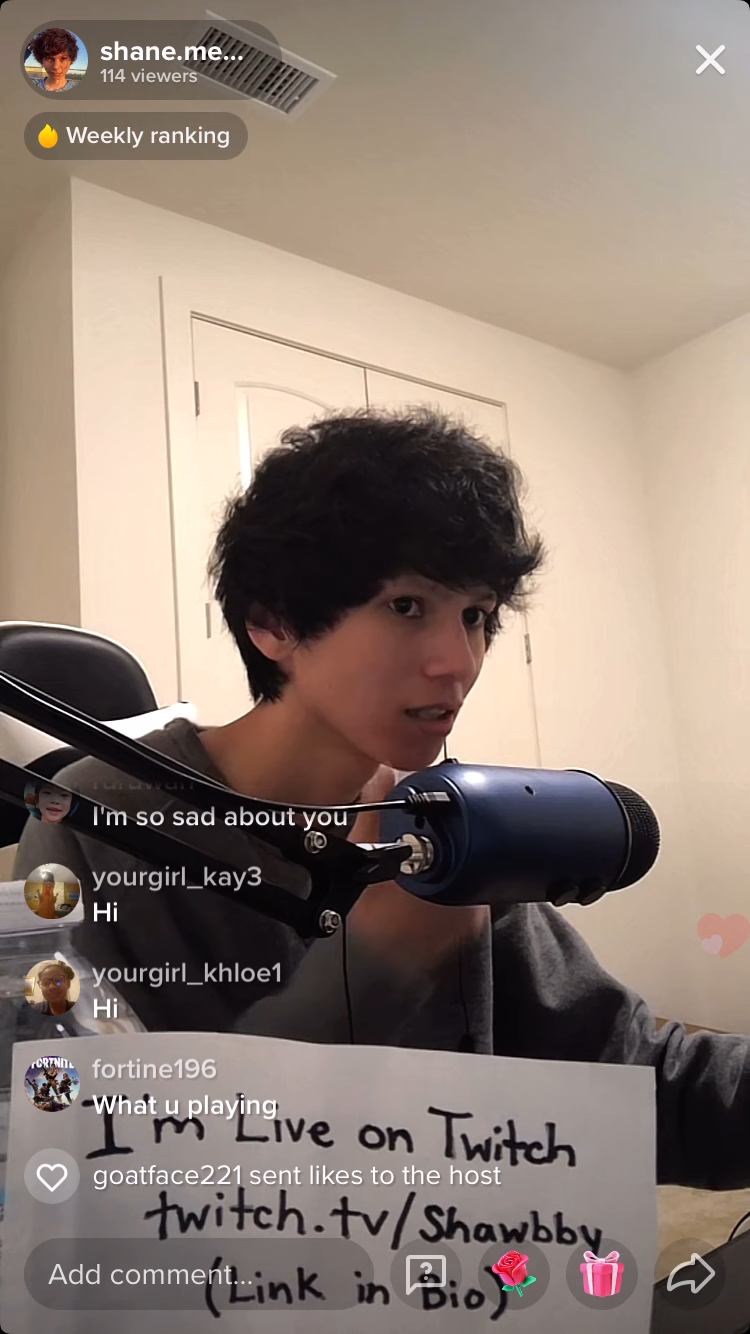 shane.me...
114 viewers
Weekly ranking
I'm so sad about you
yourgirl_kay3
Hi
yourgirl_khloe1
Hi
fortine196
What u playing
I'm Live on Twitch
goatface221 sent likes to the host
twitch.tv/Shawbby
Add comment...
(Link in Bio)